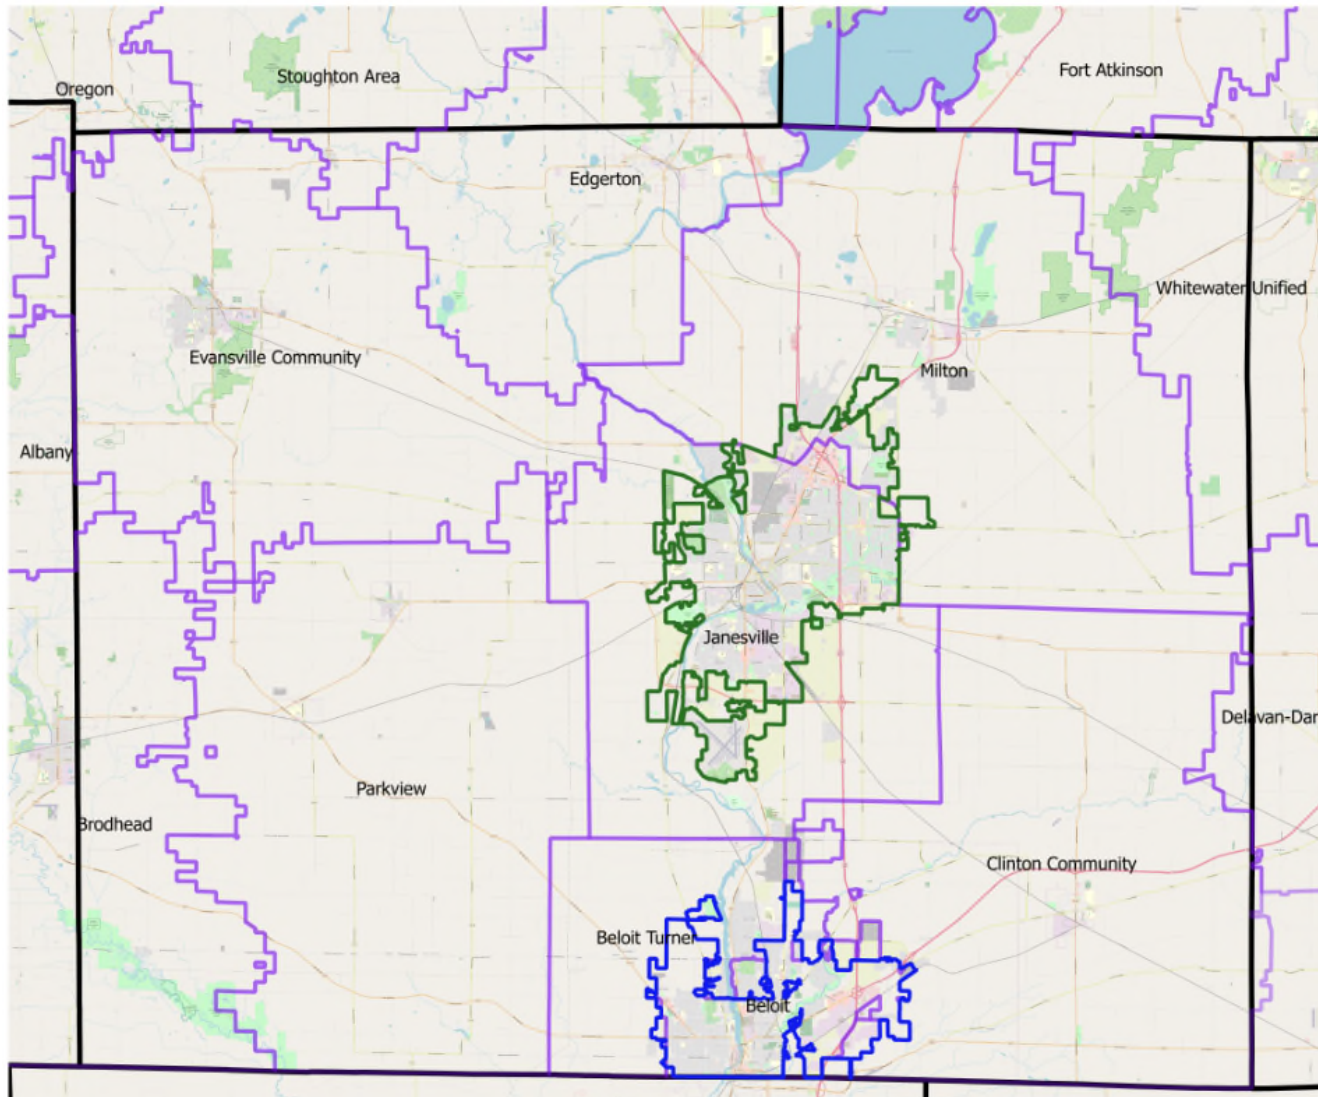 Stoughton Area
Fort Atkinson
Oregon
Edgerton
Whitewater Unified
Evansville Community
Milton
Albany
Janesville
Delavan-Dar
Parkview
Brodhead
Clinton Community
Beloit Turner
Beloit